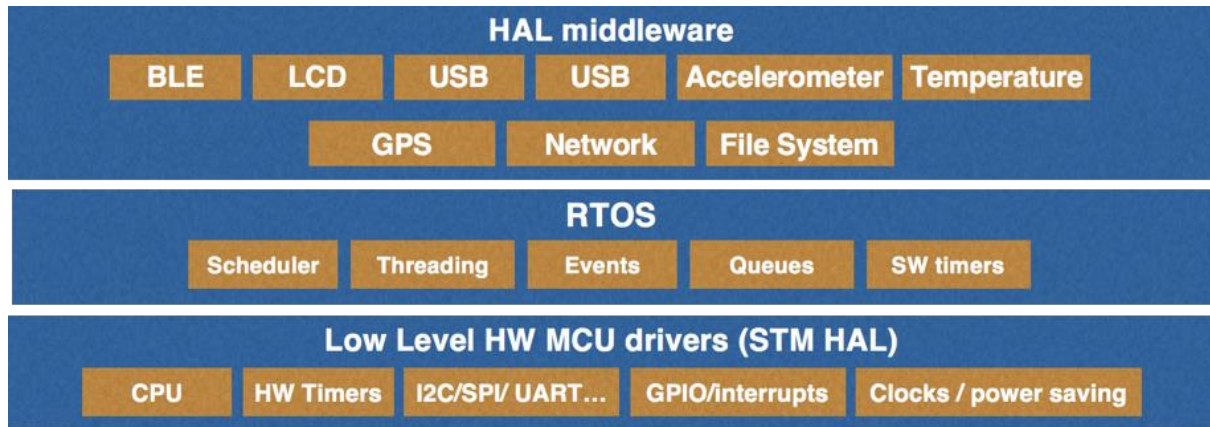 HAL middleware
BLE LCD USB USB Accelerometer Temperature
GPS Network File System
RTOS
Scheduler Threading Events Queues SW timers
Low Level HW MCU drivers (STM HAL)
CPU HW Timers I2C/SPI/ UART... GPIO/interrupts Clocks / power saving